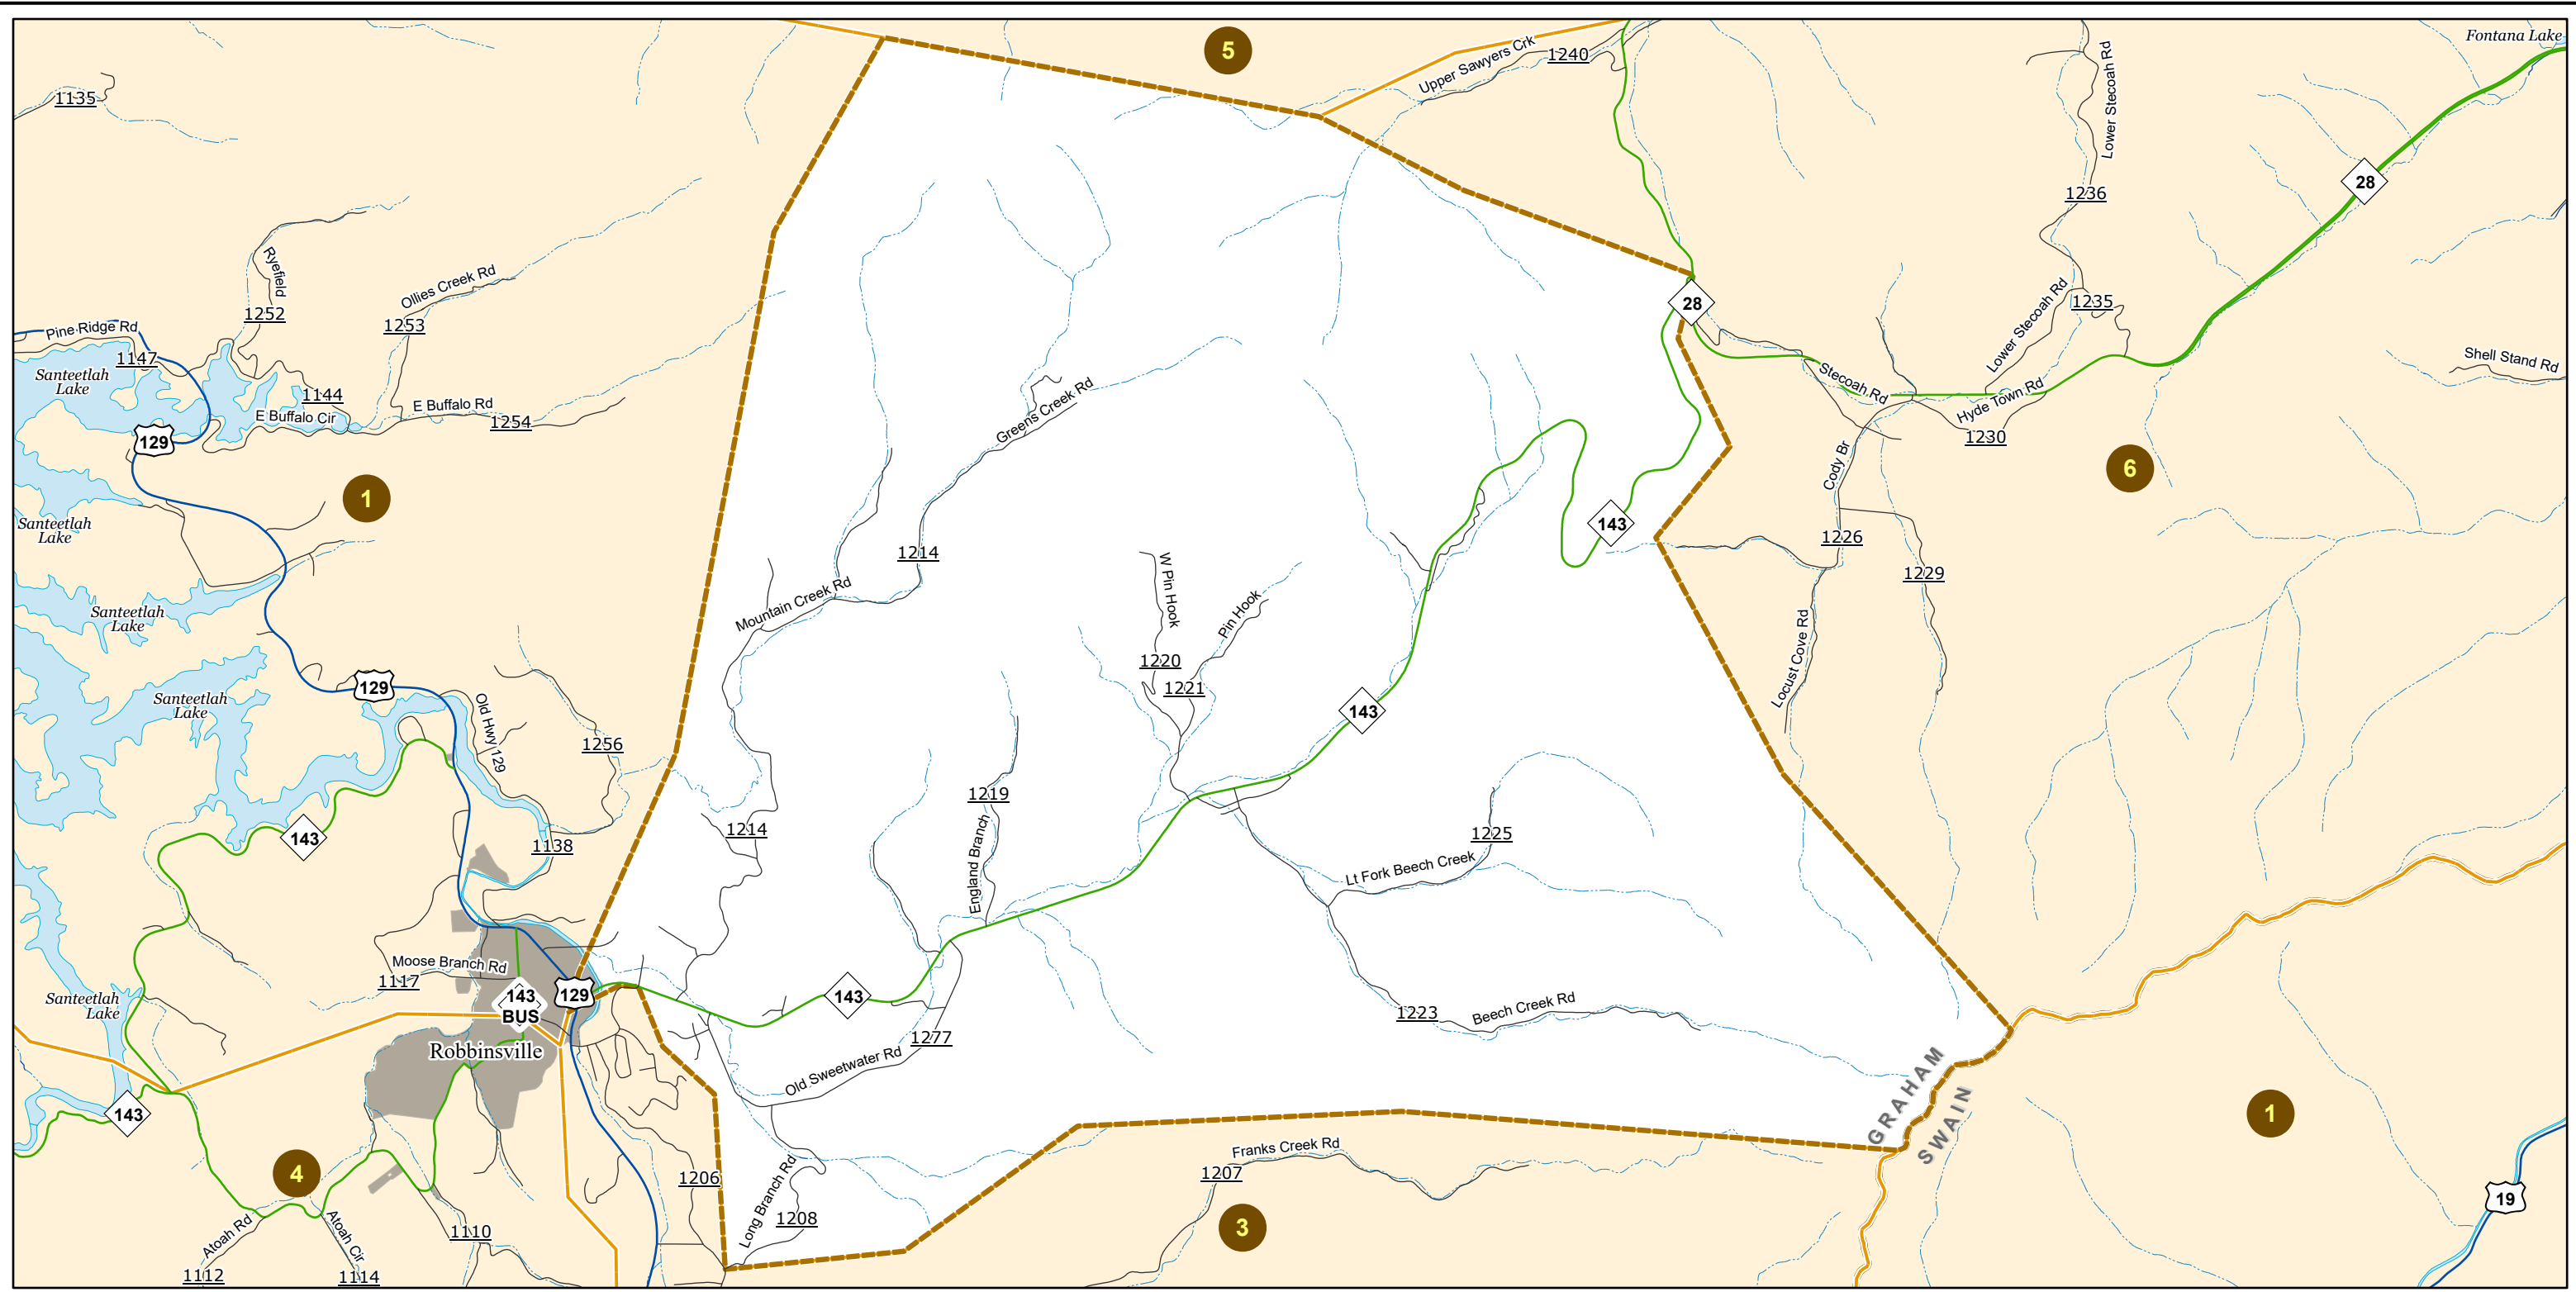 Fontana Lake
5
Upper Sawyers Crk
1240
Lower Stecoah Rd
1135
28
1236
Ryefield
Ollies Creek Rd
1252
1253
28
1235
Lower Stecoah Rd
Pine Ridge Rd
1147
Santeetlah
Lake
1144
E Buffalo Cir
E Buffalo Rd
1254
129
Greens Creek Rd
Stecoah Rd
Hyde Town Rd
1230
Shell Stand Rd
Cody Br
6
1
Santeetlah
Lake
143
1226
1214
1229
W Pin Hook
Mountain Creek Rd
Pin Hook
Santeetlah
Lake
Locust Cove Rd
1220
1221
129
Santeetlah
Lake
Old Hwy 129
143
1256
1219
England Branch
1214
1225
143
1138
Lt Fork Beech Creek
Moose Branch Rd
1117
Santeetlah
Lake
143
BUS
129
143
1223
Beech Creek Rd
1277
Robbinsville
Old Sweetwater Rd
GRAHAM
SWAIN
143
1
4
Franks Creek Rd
1207
1206
Long Branch Rd
1208
3
19
Atoah Rd
Atoah Cir
1110
1112
1114